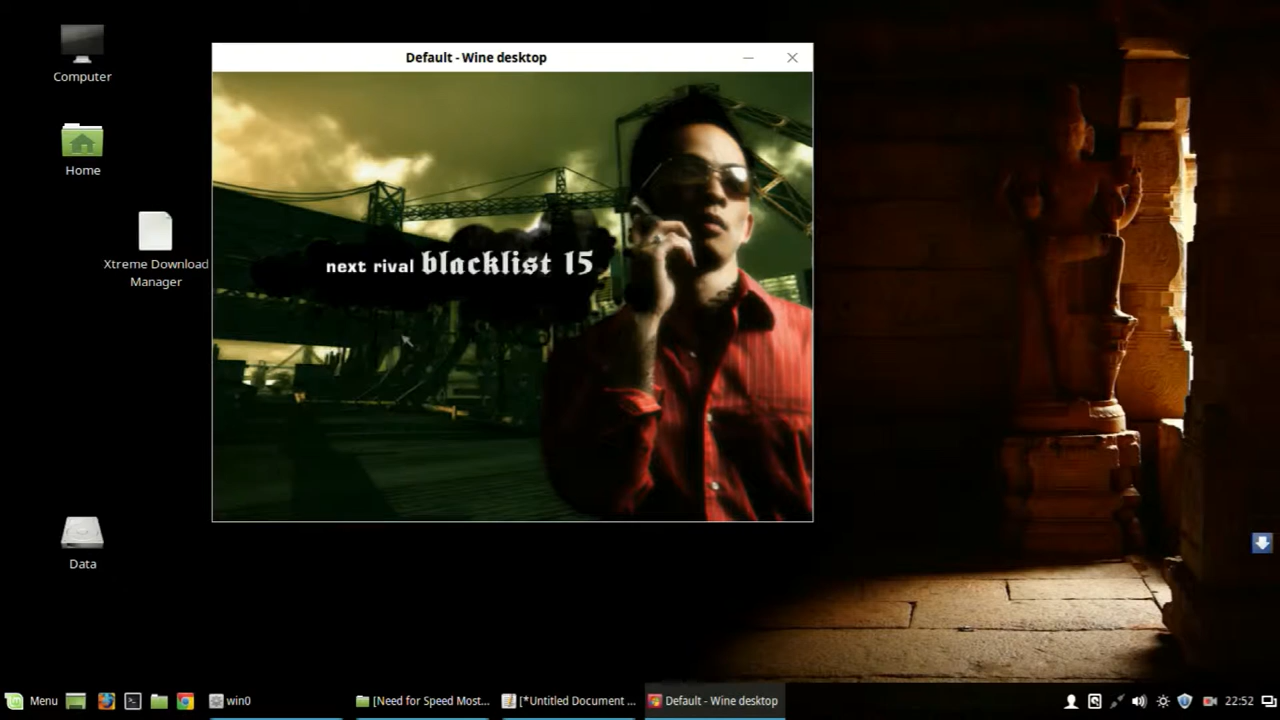 Computer
Default - Wine desktop
Home
Xtreme Download
Manager
next rival blacklist 15
Data
Menu
win0
[Need for Speed Most...
[*Untitled Document ...
Default - Wine desktop
22:52